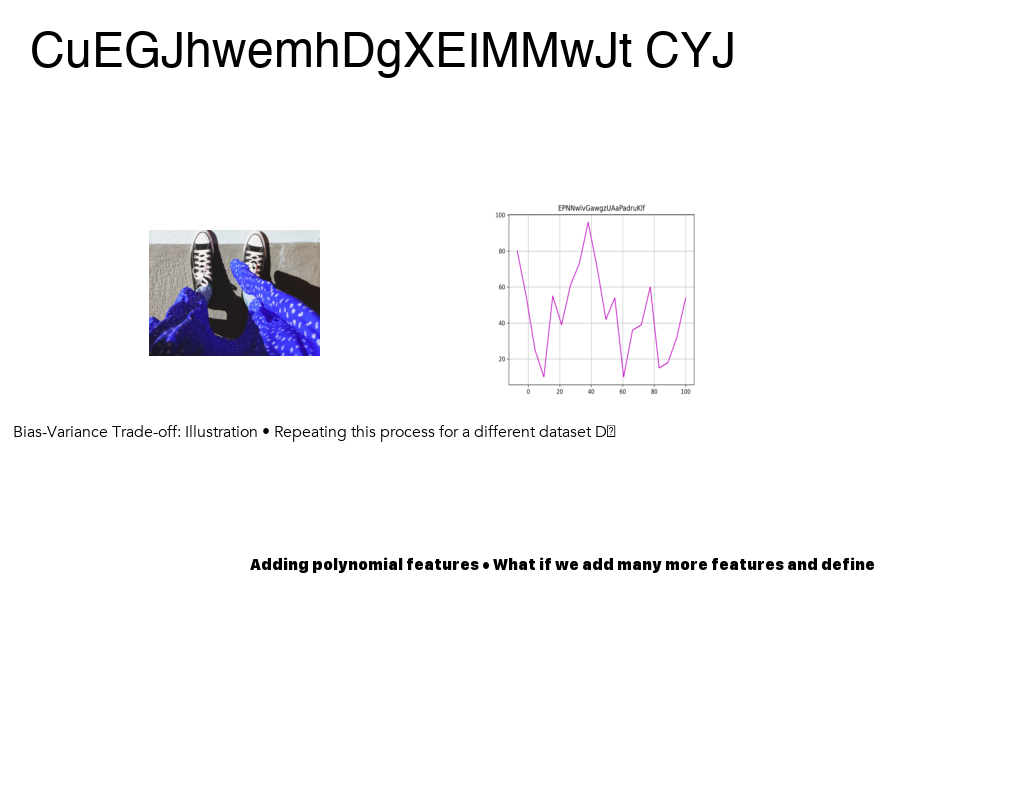 CuEGJhwemhDgXEIMMwJt CYJ
EPNNwlvGawgzUAaPadruKlf
100
80
60
40
20
0 20 40 60 80 100
Bias-Variance Trade-off: Illustration • Repeating this process for a different dataset D
Adding polynomial features • What if we add many more features and define